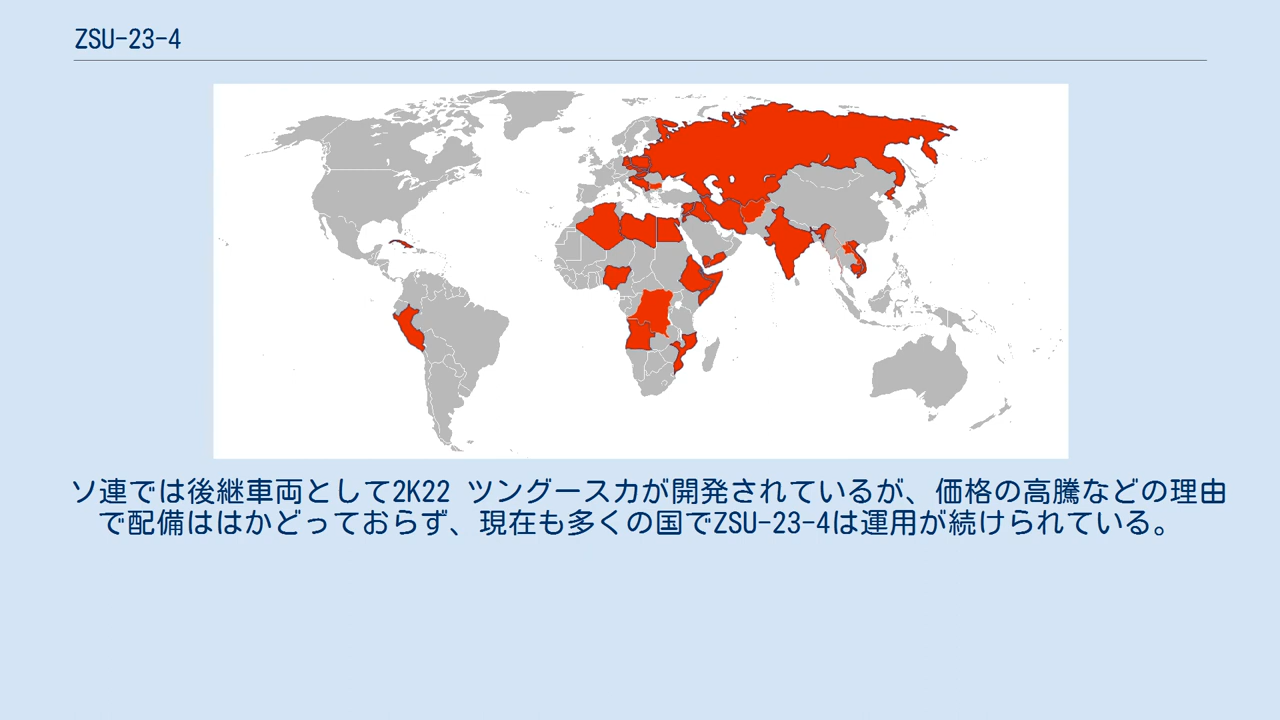 ZSU-23-4
ソ連では後継車両として2K22 ツングースカが開発されているが、価格の高騰などの理由
で配備ははかどっておらず、現在も多くの国でZSU-23-4は運用が続けられている。